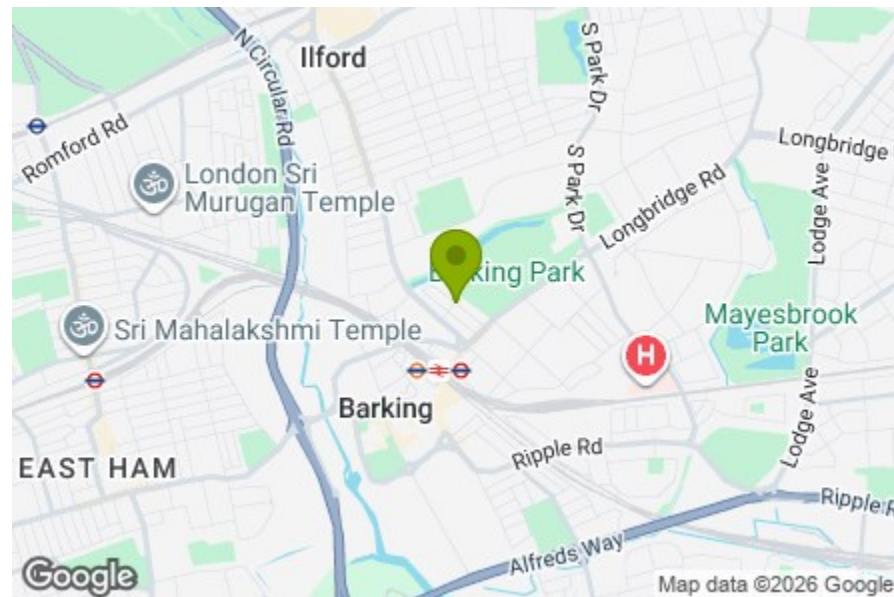 Ilford
N Circular Rd
S Park Dr
Romford Rd
Longbridge
London Sri
Murugan Temple
S Park Dr
Longbridge Rd
Lodge Ave
Barking Park
Sri Mahalakshmi Temple
Mayesbrook
Park
H
Barking
Lodge Ave
EAST HAM
Ripple Rd
Ripple R
Alfreds Way
Google
Map data ©2026 Google